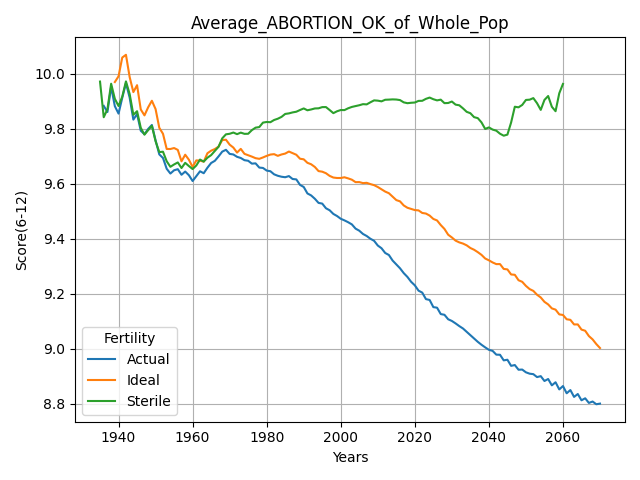 Average_ABORTION_OK_of_Whole_Pop
Score(6-12)
10.0
9.8
9.6
9.4
9.2
9.0
8.8
Fertility
Actual
Ideal
Sterile
1940 1960 1980 2000 2020 2040 2060
Years